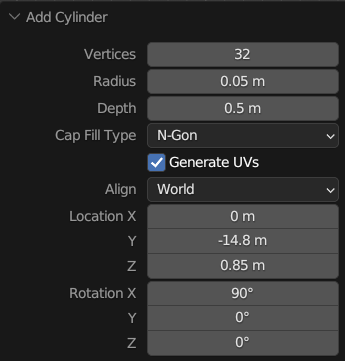 Add Cylinder
Vertices 32
Radius 0.05 m
Depth 0.5 m
Cap Fill Type N-Gon
Generate UVs
Align World
Location X 0 m
Y -14.8 m
Z 0.85 m
Rotation X 90°
Y 0°
Z 0°